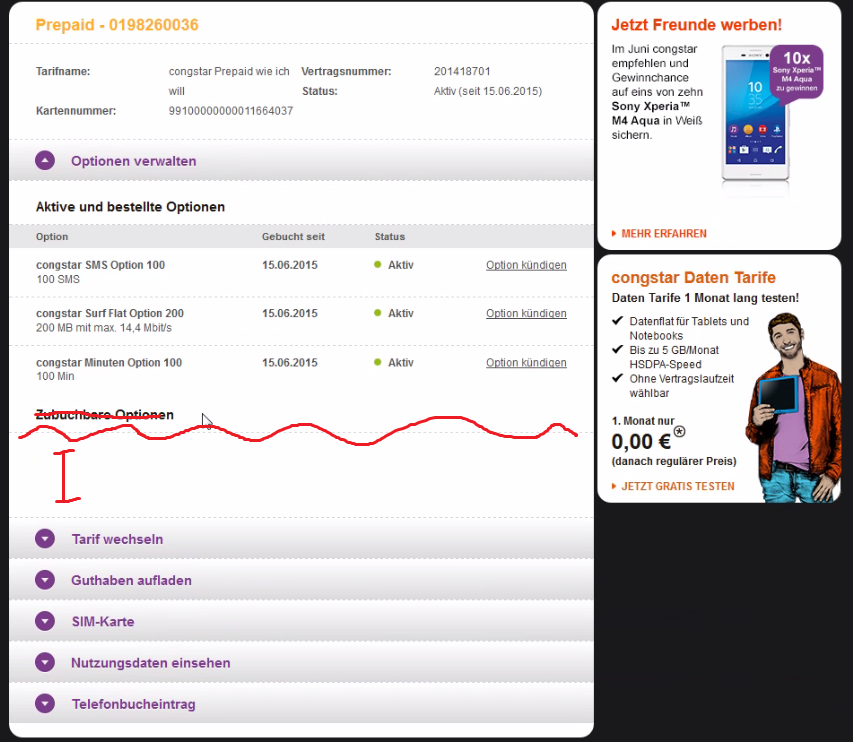 Prepaid - 0198260036
Tarifname: congstar Prepaid wie ich will Vertragsnummer: 201418701
Status: Aktiv (seit 15.06.2015)
Kartennummer: 99100000000011664037
Optionen verwalten
Aktive und bestellte Optionen
Option Gebucht seit Status
congstar SMS Option 100 15.06.2015 Aktiv Option kündigen
100 SMS
congstar Surf Flat Option 200 15.06.2015 Aktiv Option kündigen
200 MB mit max. 14,4 Mbit/s
congstar Minuten Option 100 15.06.2015 Aktiv Option kündigen
100 Min
Zubuchbare Optionen
Tarif wechseln
Guthaben aufladen
SIM-Karte
Nutzungsdaten einsehen
Telefonbucheintrag
Jetzt Freunde werben!
Im Juni congstar
empfehlen und
Gewinnchance
auf eins von zehn
Sony Xperia™
M4 Aqua in Weiß
sichern.
10x
Sony Xperia™
M4 Aqua
zu gewinnen
10
35
MEHR ERFAHREN
congstar Daten Tarife
Daten Tarife 1 Monat lang testen!
Datenflat für Tablets und
Notebooks
Bis zu 5 GB/Monat
HSDPA-Speed
Ohne Vertragslaufzeit
wählbar
1. Monat nur
0,00 €*
(danach regulärer Preis)
JETZT GRATIS TESTEN